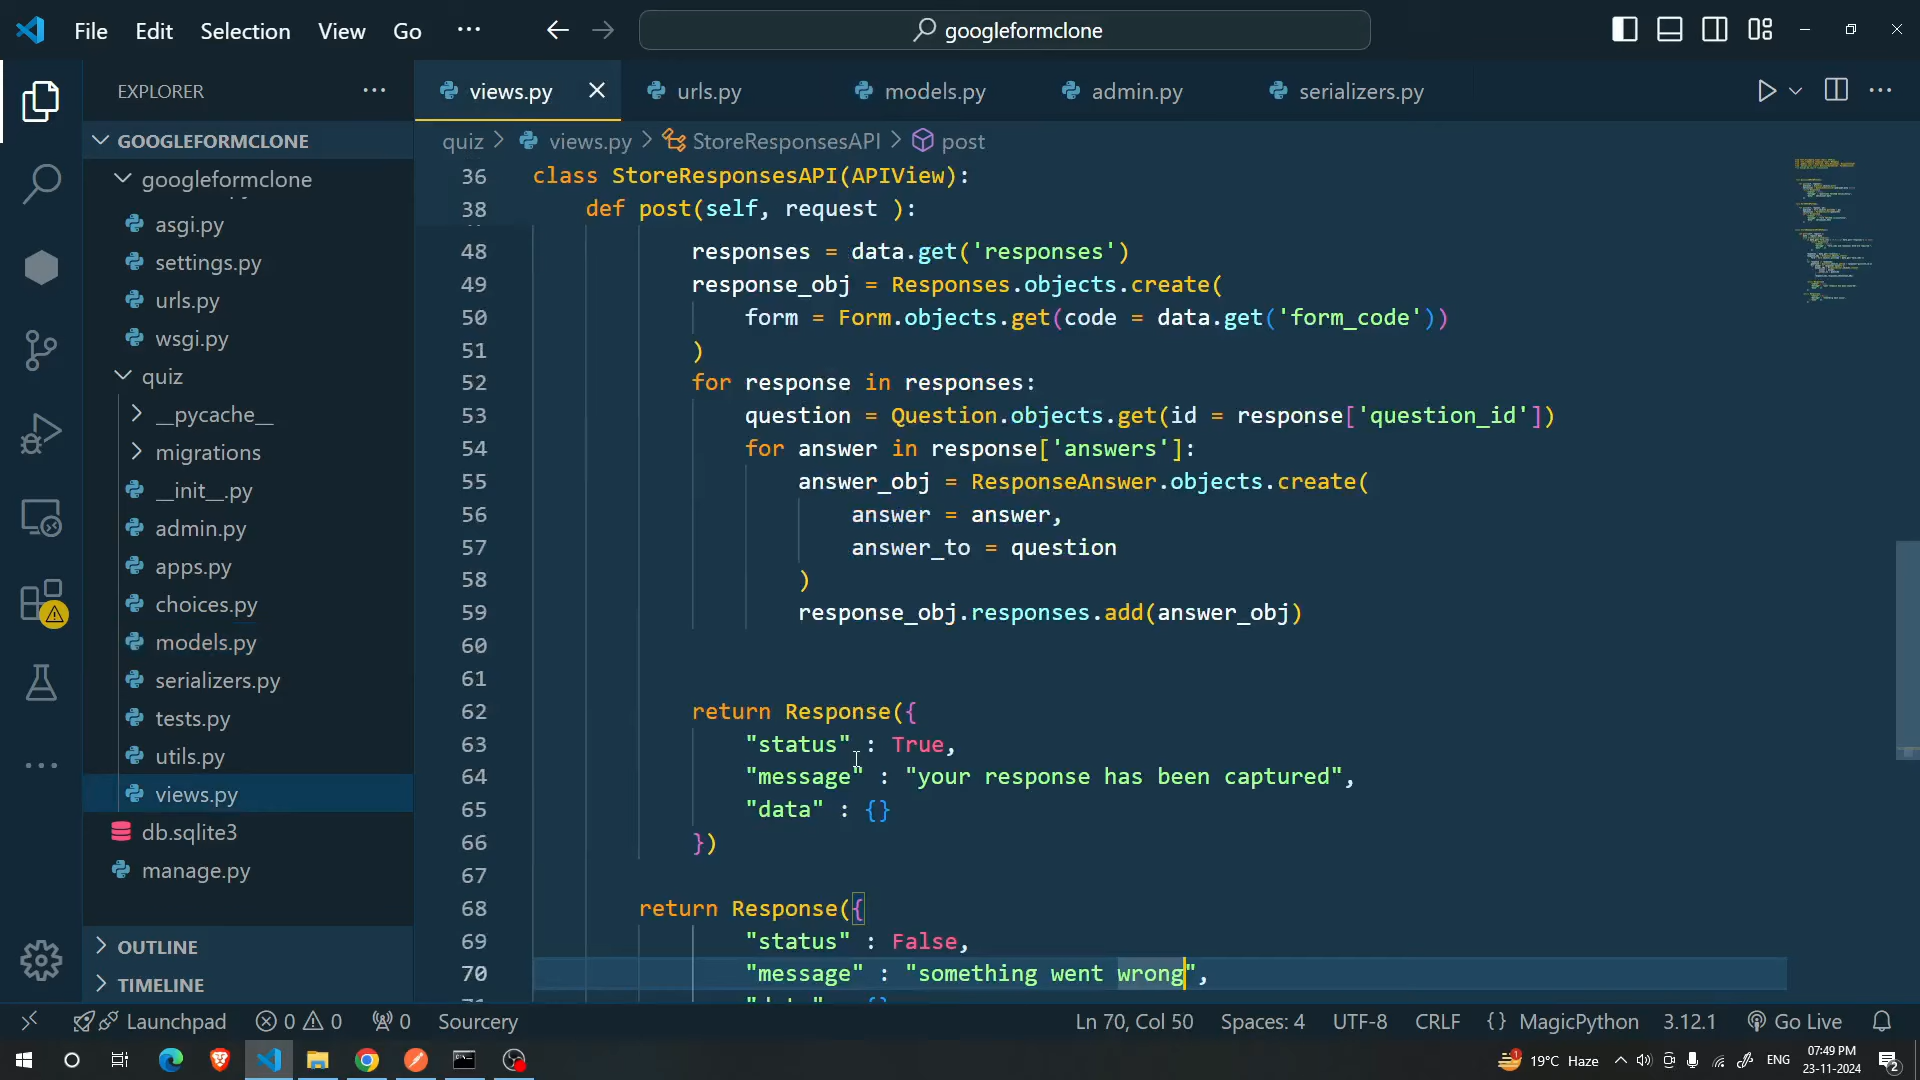 File Edit Selection View Go ··· googleformclone
EXPLORER ···
views.py urls.py models.py admin.py serializers.py
GOOGLEFORMCLONE
quiz > views.py > StoreResponsesAPI > post
googleformclone
asgi.py
settings.py
urls.py
wsgi.py
quiz
__pycache__
migrations
__init__.py
admin.py
apps.py
choices.py
models.py
serializers.py
tests.py
utils.py
views.py
db.sqlite3
manage.py
OUTLINE
TIMELINE
36 class StoreResponsesAPI(APIView):
38 def post(self, request ):
48 responses = data.get('responses')
49 response_obj = Responses.objects.create(
50 form = Form.objects.get(code = data.get('form_code'))
51 )
52 for response in responses:
53 question = Question.objects.get(id = response['question_id'])
54 for answer in response['answers']:
55 answer_obj = ResponseAnswer.objects.create(
56 answer = answer,
57 answer_to = question
58 )
59 response_obj.responses.add(answer_obj)
60
61
62 return Response({
63 "status" : True,
64 "message" : "your response has been captured",
65 "data" : {}
66 })
67
68 return Response({
69 "status" : False,
70 "message" : "something went wrong",
Launchpad 0 0 0 Sourcery Ln 70, Col 50 Spaces: 4 UTF-8 CRLF {} MagicPython 3.12.1 Go Live
1 19°C Haze ENG 07:49 PM
23-11-2024 2